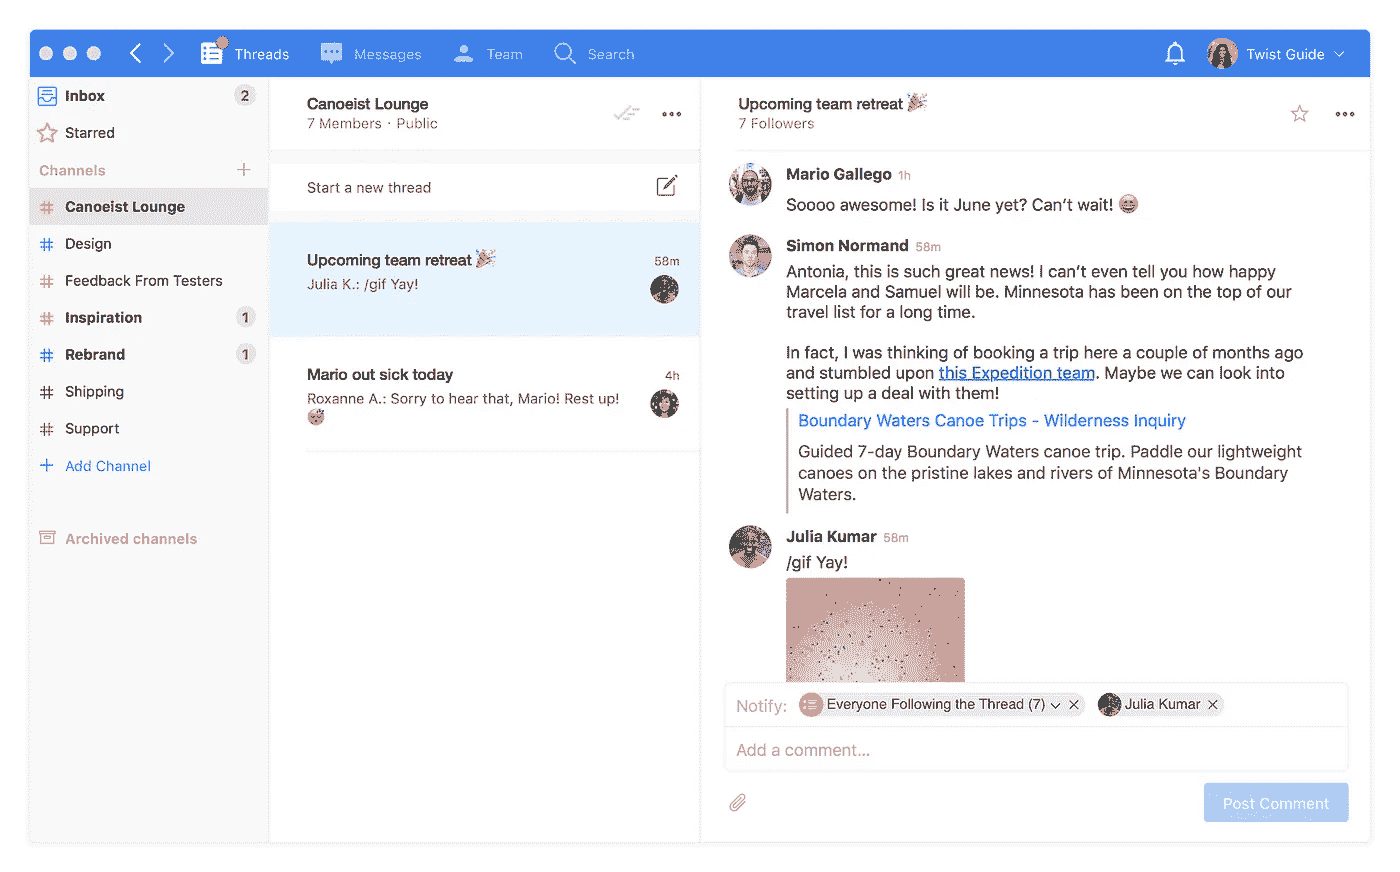 Threads
Messages
Team
Search
Twist Guide
Inbox 2
Starred
Channels
Canoeist Lounge
Design
Feedback From Testers
Inspiration 1
Rebrand 1
Shipping
Support
Add Channel
Archived channels
Canoeist Lounge
7 Members · Public
Start a new thread
Upcoming team retreat 🎉 58m
Julia K.: /gif Yay!
Mario out sick today 4h
Roxanne A.: Sorry to hear that, Mario! Rest up!
😴
Upcoming team retreat 🎉
7 Followers
Mario Gallego 1h
Soooo awesome! Is it June yet? Can't wait! 😄
Simon Normand 58m
Antonia, this is such great news! I can't even tell you how happy
Marcela and Samuel will be. Minnesota has been on the top of our
travel list for a long time.
In fact, I was thinking of booking a trip here a couple of months ago
and stumbled upon this Expedition team. Maybe we can look into
setting up a deal with them!
Boundary Waters Canoe Trips - Wilderness Inquiry
Guided 7-day Boundary Waters canoe trip. Paddle our lightweight
canoes on the pristine lakes and rivers of Minnesota's Boundary
Waters.
Julia Kumar 58m
/gif Yay!
Notify: Everyone Following the Thread (7) Julia Kumar
Add a comment...
Post Comment